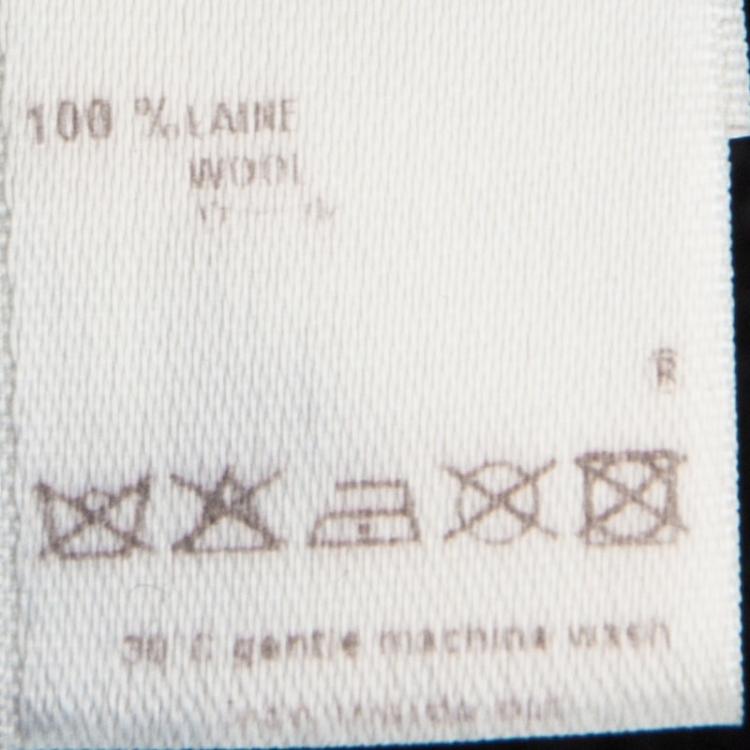 100 % LAINE
WOOL
R
30 C gentle machine wash